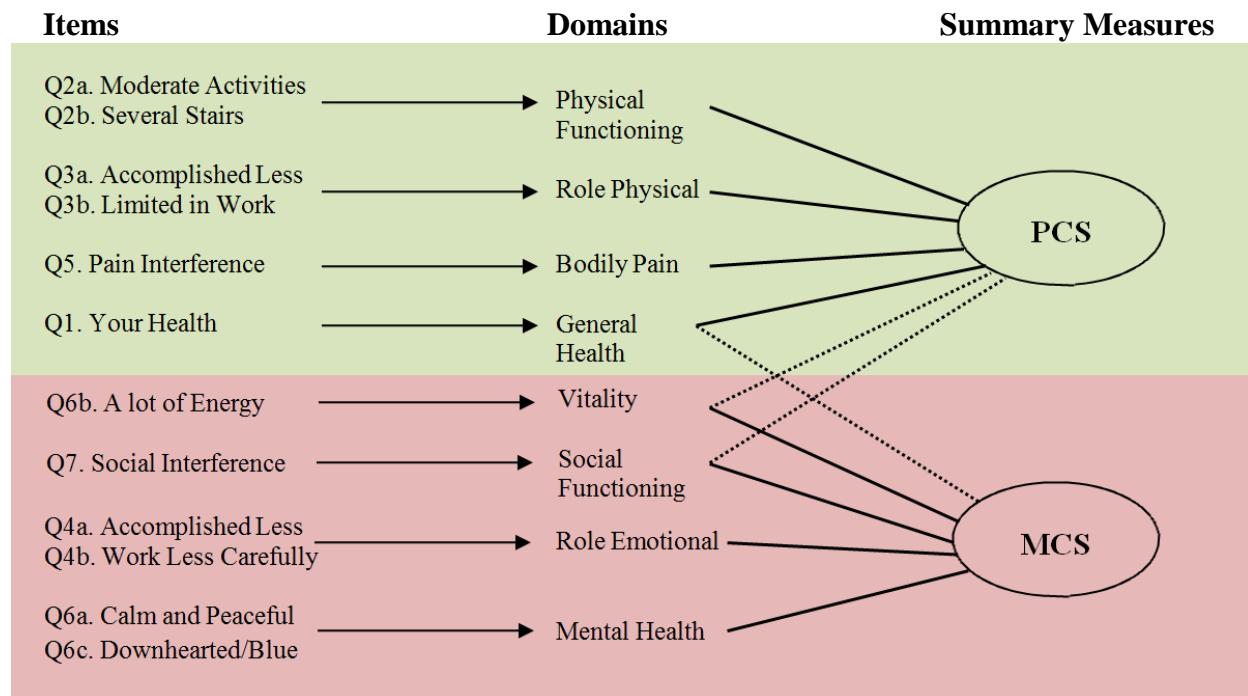 Items Domains Summary Measures
Q2a. Moderate Activities
Q2b. Several Stairs
Physical
Functioning
Q3a. Accomplished Less
Q3b. Limited in Work
Role Physical
PCS
Q5. Pain Interference
Bodily Pain
Q1. Your Health
General
Health
Q6b. A lot of Energy
Vitality
Q7. Social Interference
Social
Functioning
Q4a. Accomplished Less
Q4b. Work Less Carefully
Role Emotional
MCS
Q6a. Calm and Peaceful
Q6c. Downhearted/Blue
Mental Health